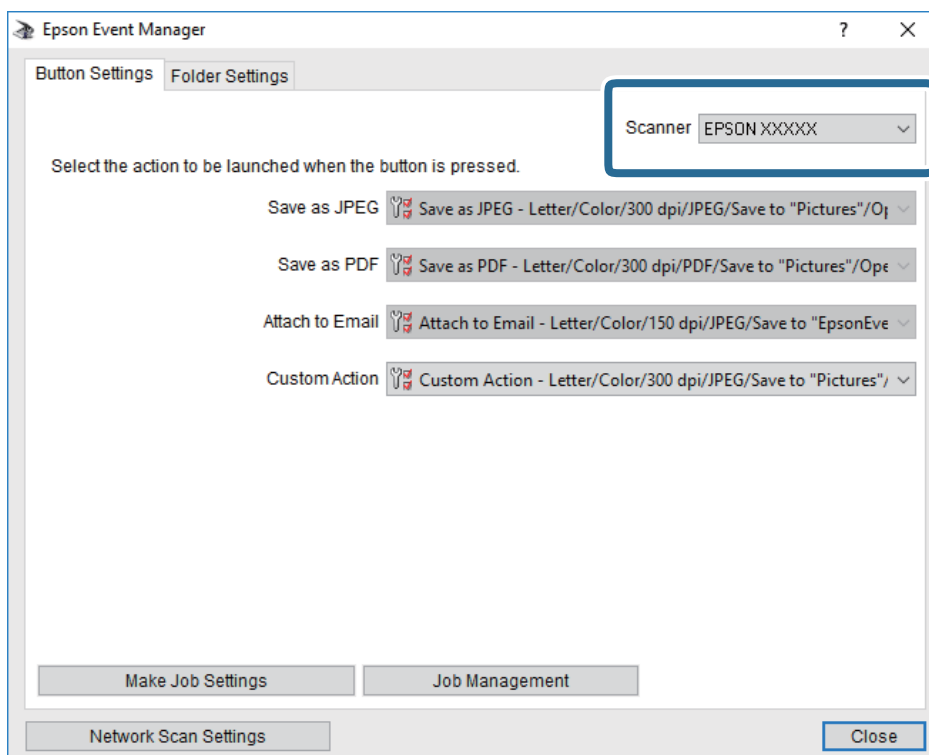 Epson Event Manager
Button Settings
Folder Settings
Scanner EPSON XXXXX
Select the action to be launched when the button is pressed.
Save as JPEG Save as JPEG - Letter/Color/300 dpi/JPEG/Save to "Pictures"/Op
Save as PDF Save as PDF - Letter/Color/300 dpi/PDF/Save to "Pictures"/Ope
Attach to Email Attach to Email - Letter/Color/150 dpi/JPEG/Save to "EpsonEve
Custom Action Custom Action - Letter/Color/300 dpi/JPEG/Save to "Pictures"/
Make Job Settings
Job Management
Network Scan Settings
Close